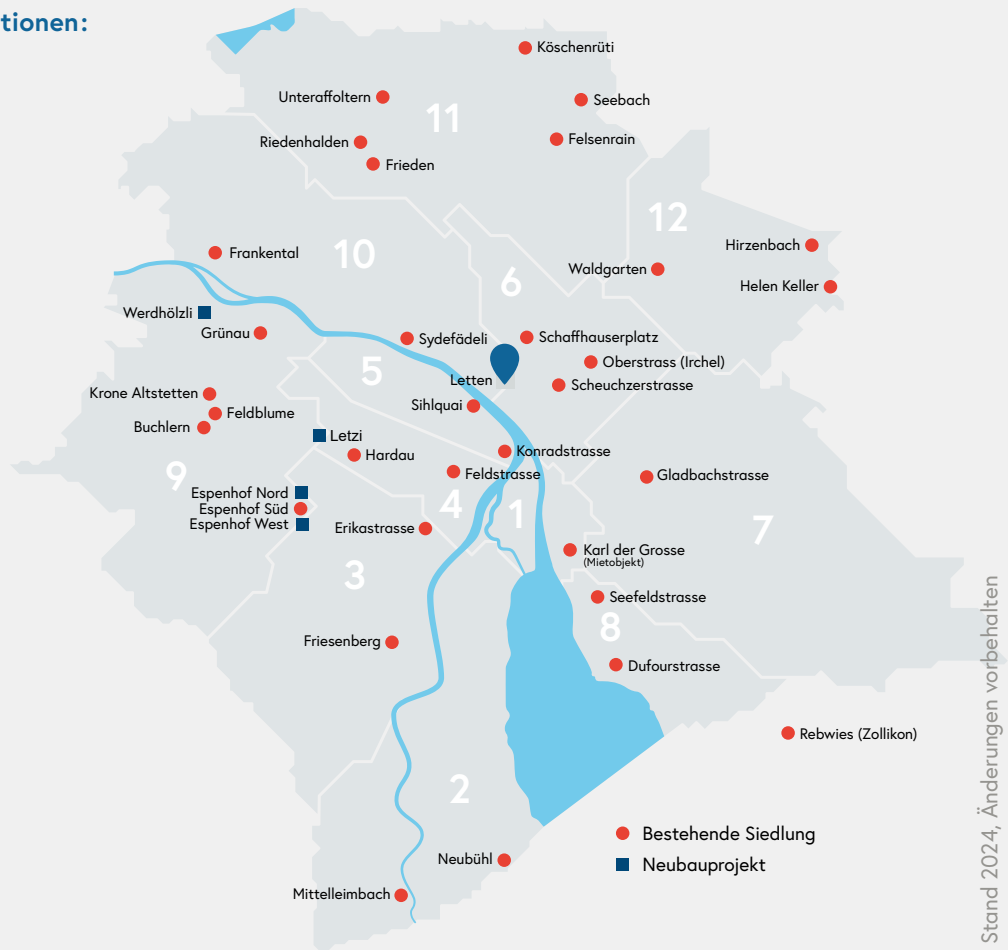 tionen:
Köschenrüti
Unteraffoltern
Seebach
11
Riedenhalden
Felsenrain
Frieden
12
Hirzenbach
Frankental
10
Waldgarten
6
Helen Keller
Werdhölzli
Grünau
Sydefädeli
Schaffhauserplatz
Oberstrass (Irchel)
5
Letten
Scheuchzerstrasse
Krone Altstetten
Sihlquai
Feldblume
Buchlern
Letzi
Hardau
Konradstrasse
9
Feldstrasse
Gladbachstrasse
Espenhof Nord
Espenhof Süd
Espenhof West
4
1
Erikastrasse
7
Karl der Grosse
(Mietobjekt)
3
Seefeldstrasse
8
Friesenberg
Dufourstrasse
Rebwies (Zollikon)
2
Bestehende Siedlung
Neubühl
Neubauprojekt
Mittelleimbach
Stand 2024, Änderungen vorbehalten